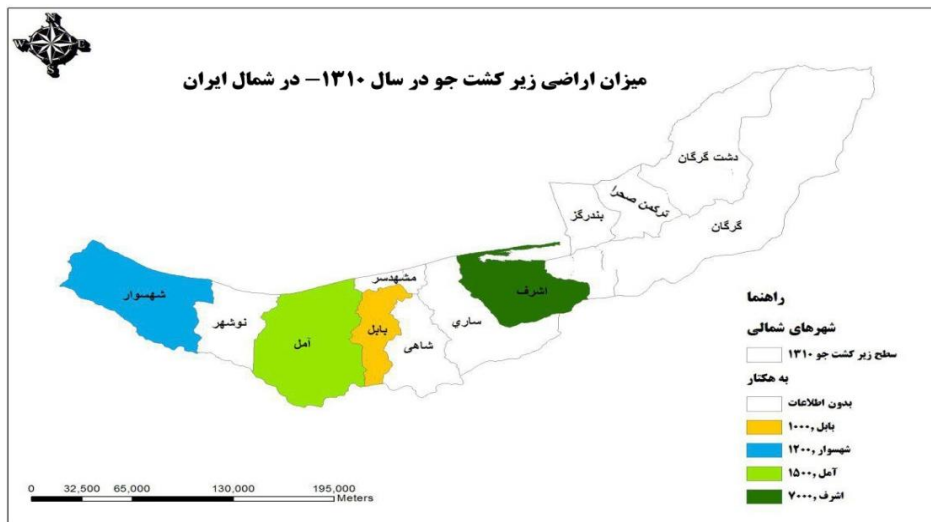 N
W E
S
میزان اراضی زیر کشت جو در سال ۱۳۱۰- در شمال ایران
دشت گرگان
ترکمن صحرا
بندرگز
گرگان
مشهدسر
اشرف
شهسوار
نوشهر
آمل
بابل
شاهی
ساري
راهنما
شهرهای شمالی
سطح زیر کشت جو ۱۳۱۰
به هکتار
بدون اطلاعات
بابل ,۱۰۰۰
شهسوار ,۱۲۰۰
آمل ,۱۵۰۰
اشرف ,۷۰۰۰
0 32,500 65,000 130,000 195,000
Meters